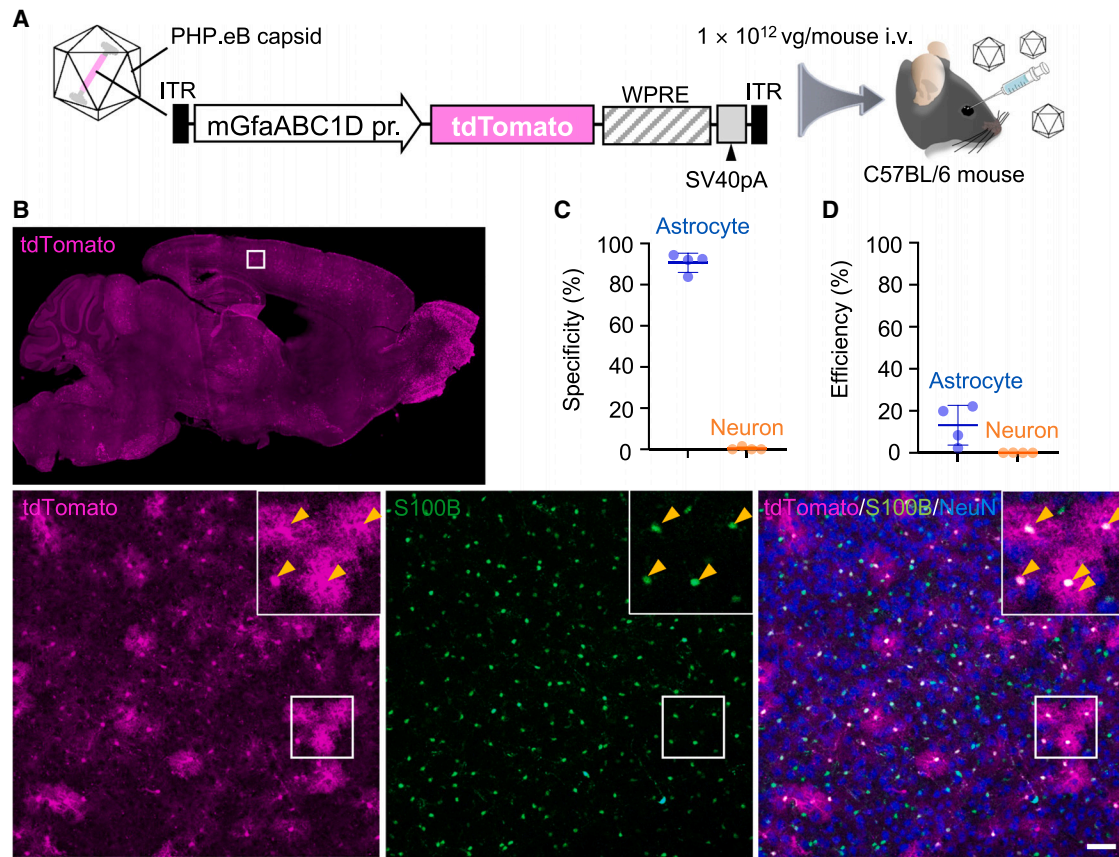 A
PHP.eB capsid
1 × 10¹² vg/mouse i.v.
ITR
mGfaABC1D pr.
tdTomato
WPRE
ITR
SV40pA
C57BL/6 mouse
B
tdTomato
C
Astrocyte
Specificity (%)
100
80
60
40
20
0
Neuron
D
Efficiency (%)
100
80
60
40
20
0
Astrocyte
Neuron
tdTomato
S100B
tdTomato/S100B/NeuN